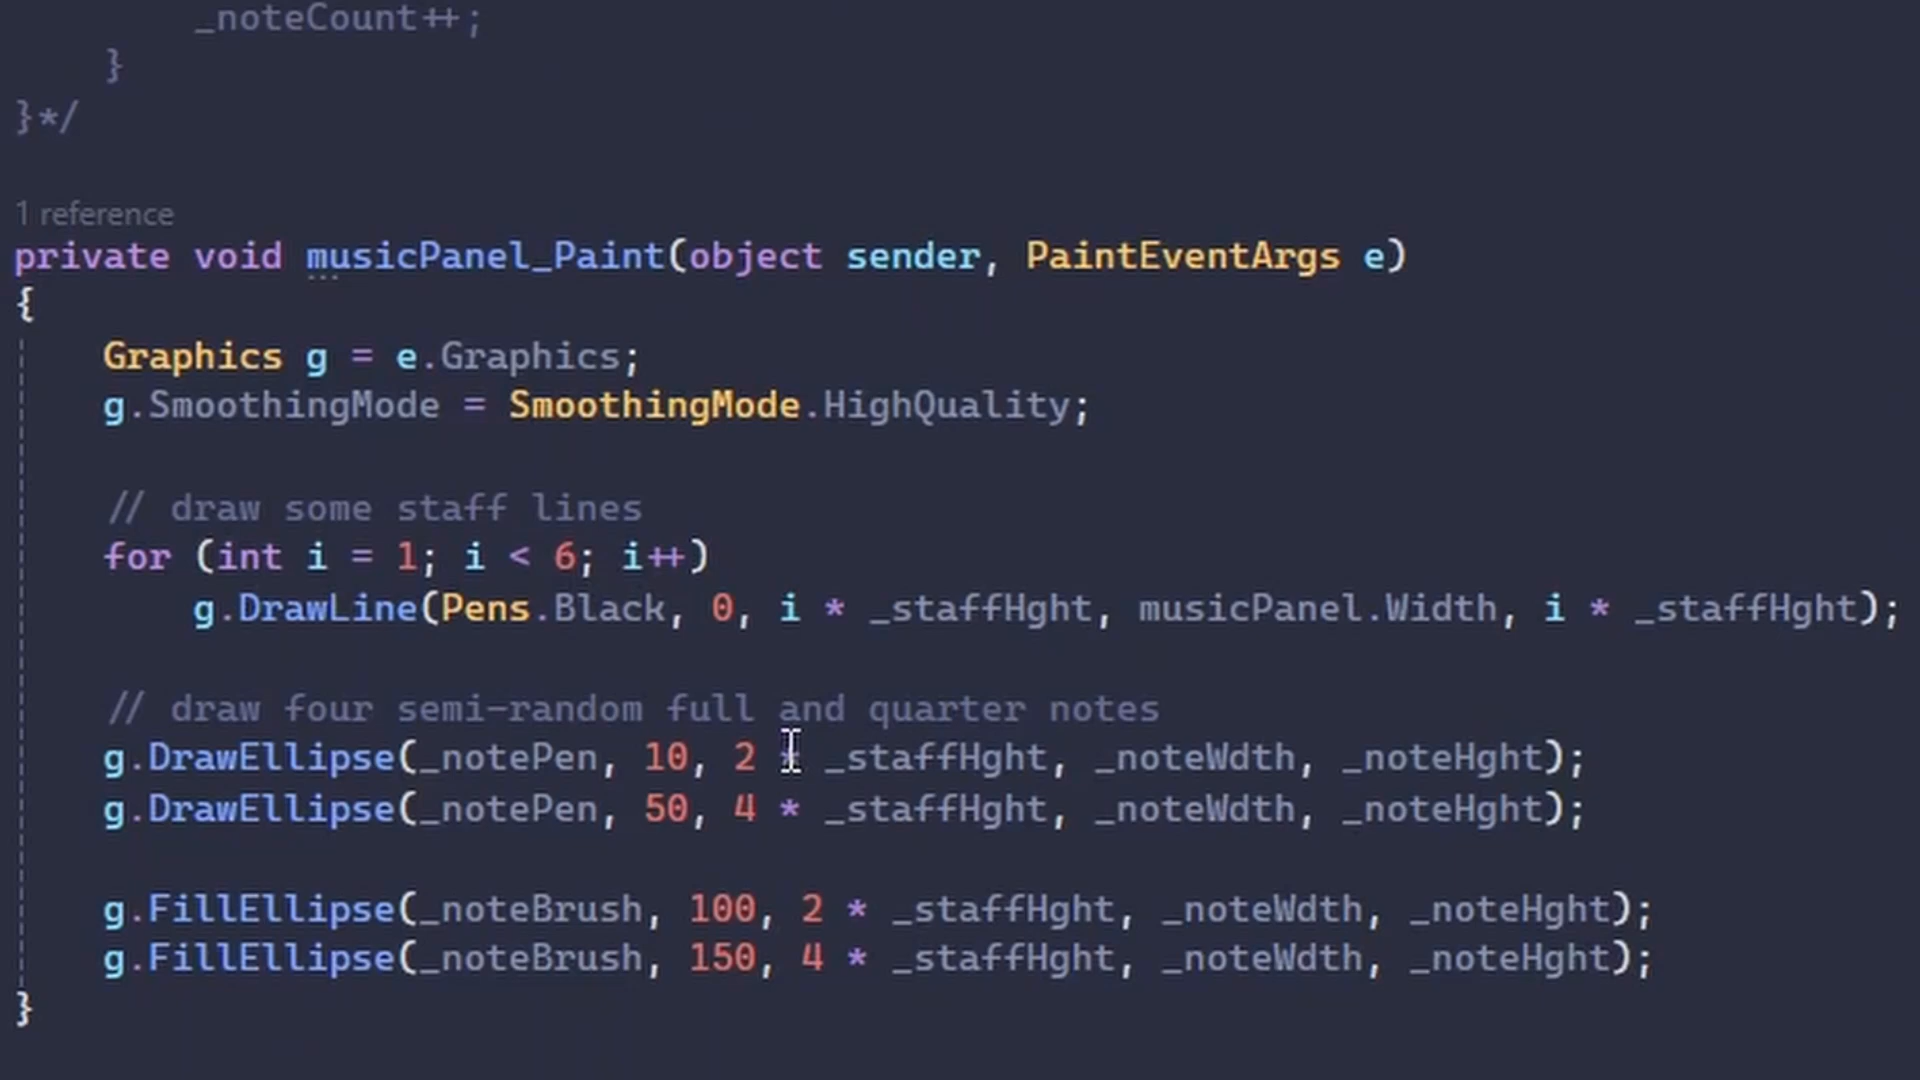 _noteCount++;
}
}*/
1 reference
private void musicPanel_Paint(object sender, PaintEventArgs e)
{
Graphics g = e.Graphics;
g.SmoothingMode = SmoothingMode.HighQuality;
// draw some staff lines
for (int i = 1; i < 6; i++)
g.DrawLine(Pens.Black, 0, i * _staffHght, musicPanel.Width, i * _staffHght);
// draw four semi-random full and quarter notes
g.DrawEllipse(_notePen, 10, 2 * _staffHght, _noteWdth, _noteHght);
g.DrawEllipse(_notePen, 50, 4 * _staffHght, _noteWdth, _noteHght);
g.FillEllipse(_noteBrush, 100, 2 * _staffHght, _noteWdth, _noteHght);
g.FillEllipse(_noteBrush, 150, 4 * _staffHght, _noteWdth, _noteHght);
}